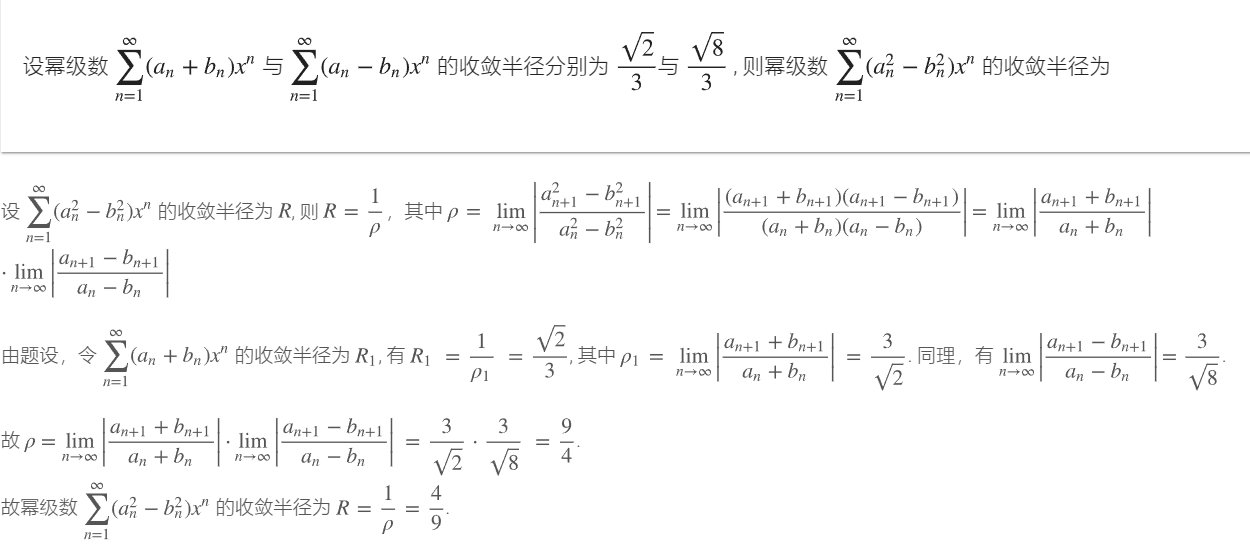 设幂级数 $\sum_{n=1}^{\infty}(a_n + b_n)x^n$ 与 $\sum_{n=1}^{\infty}(a_n - b_n)x^n$ 的收敛半径分别为 $\frac{\sqrt{2}}{3}$ 与 $\frac{\sqrt{8}}{3}$ , 则幂级数 $\sum_{n=1}^{\infty}(a_n^2 - b_n^2)x^n$ 的收敛半径为
设 $\sum_{n=1}^{\infty}(a_n^2 - b_n^2)x^n$ 的收敛半径为 $R$, 则 $R = \frac{1}{\rho}$ ，其中 $\rho = \lim_{n\to\infty}\left|\frac{a_{n+1}^2 - b_{n+1}^2}{a_n^2 - b_n^2}\right| = \lim_{n\to\infty}\left|\frac{(a_{n+1} + b_{n+1})(a_{n+1} - b_{n+1})}{(a_n + b_n)(a_n - b_n)}\right| = \lim_{n\to\infty}\left|\frac{a_{n+1} + b_{n+1}}{a_n + b_n}\right|$
$\cdot \lim_{n\to\infty}\left|\frac{a_{n+1} - b_{n+1}}{a_n - b_n}\right|$
由题设，令 $\sum_{n=1}^{\infty}(a_n + b_n)x^n$ 的收敛半径为 $R_1$, 有 $R_1 = \frac{1}{\rho_1} = \frac{\sqrt{2}}{3}$, 其中 $\rho_1 = \lim_{n\to\infty}\left|\frac{a_{n+1} + b_{n+1}}{a_n + b_n}\right| = \frac{3}{\sqrt{2}}$. 同理，有 $\lim_{n\to\infty}\left|\frac{a_{n+1} - b_{n+1}}{a_n - b_n}\right| = \frac{3}{\sqrt{8}}$.
故 $\rho = \lim_{n\to\infty}\left|\frac{a_{n+1} + b_{n+1}}{a_n + b_n}\right| \cdot \lim_{n\to\infty}\left|\frac{a_{n+1} - b_{n+1}}{a_n - b_n}\right| = \frac{3}{\sqrt{2}} \cdot \frac{3}{\sqrt{8}} = \frac{9}{4}$.
故幂级数 $\sum_{n=1}^{\infty}(a_n^2 - b_n^2)x^n$ 的收敛半径为 $R = \frac{1}{\rho} = \frac{4}{9}$.